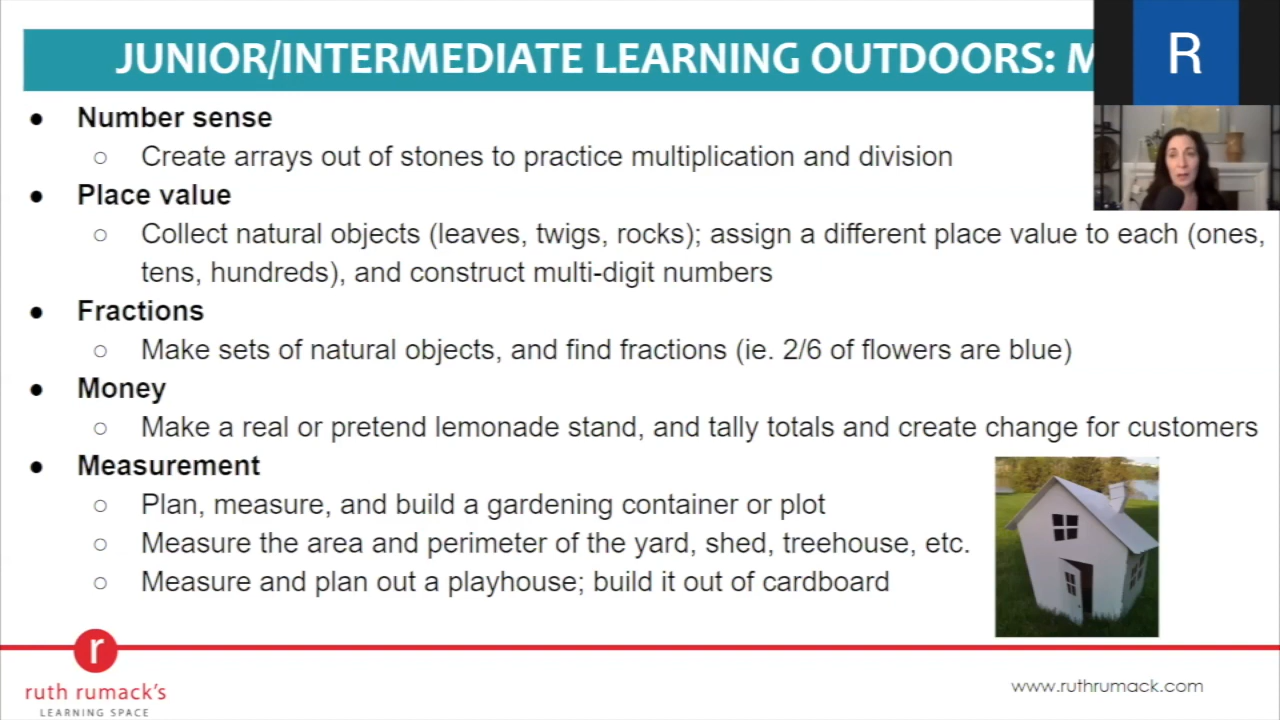 JUNIOR/INTERMEDIATE LEARNING OUTDOORS: M
R
● Number sense
○ Create arrays out of stones to practice multiplication and division
● Place value
○ Collect natural objects (leaves, twigs, rocks); assign a different place value to each (ones,
tens, hundreds), and construct multi-digit numbers
● Fractions
○ Make sets of natural objects, and find fractions (ie. 2/6 of flowers are blue)
● Money
○ Make a real or pretend lemonade stand, and tally totals and create change for customers
● Measurement
○ Plan, measure, and build a gardening container or plot
○ Measure the area and perimeter of the yard, shed, treehouse, etc.
○ Measure and plan out a playhouse; build it out of cardboard
r
ruth rumack's
LEARNING SPACE
www.ruthrumack.com